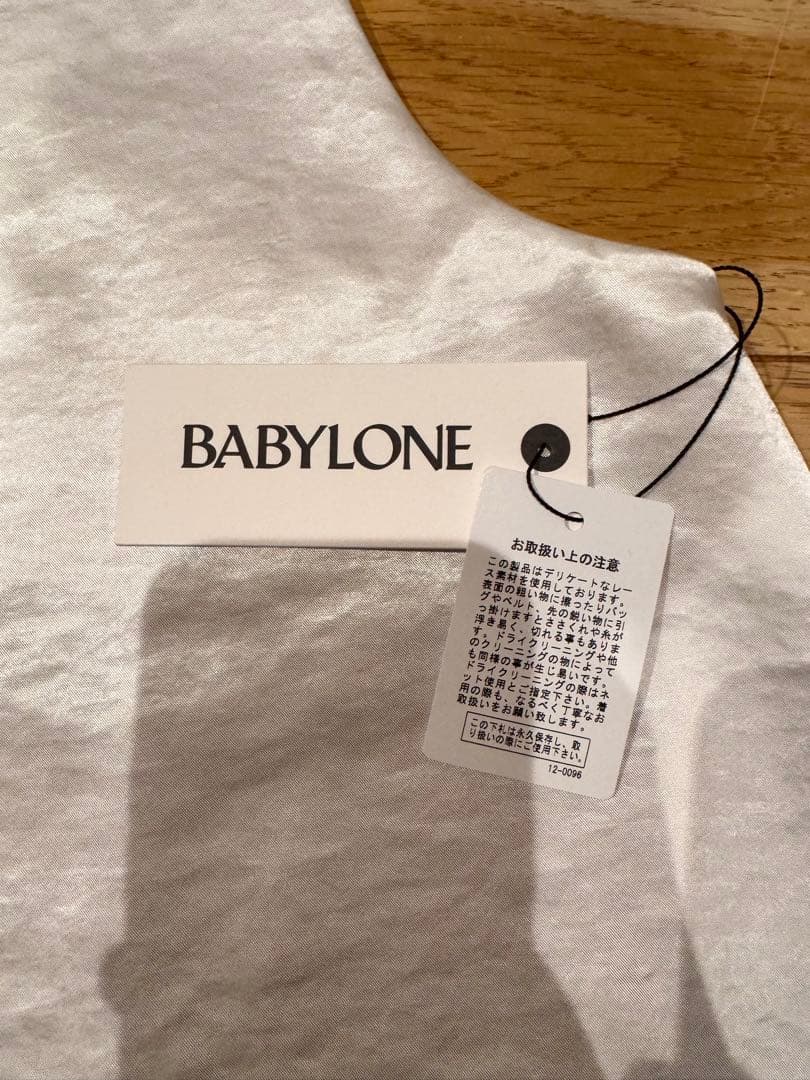 BABYLONE
お取扱い上の注意
この製品はデリケートなレー
ス素材を使用しております。
表面の粗い物に擦ったりバッ
グやベルト、先の鋭い物に引
っ掛けますとささくれや糸が
浮き易く、切れる事もありま
す。ドライクリーニングや他
のクリーニングの物によって
も同様の事が生じ易いです。
ドライクリーニングの際はネ
ット使用とご指定下さい。着
用の際も、なるべく丁寧なお
取扱いをお願い致します。
この下札は永久保存し、取
り扱いの際にご使用下さい。
12-0096